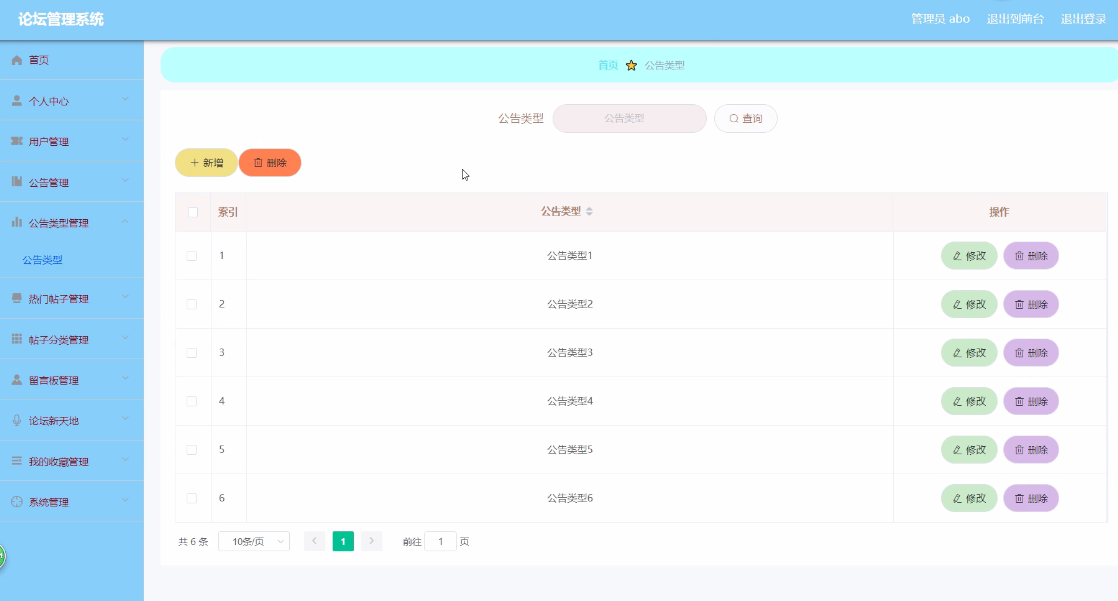 论坛管理系统
管理员 abo 退出到前台 退出登录
首页
个人中心
用户管理
公告管理
公告类型管理
公告类型
热门帖子管理
帖子分类管理
留言板管理
论坛新天地
我的收藏管理
系统管理
首页 公告类型
公告类型 公告类型 查询
新增 删除
索引 公告类型 操作
1 公告类型1 修改 删除
2 公告类型2 修改 删除
3 公告类型3 修改 删除
4 公告类型4 修改 删除
5 公告类型5 修改 删除
6 公告类型6 修改 删除
共 6 条 10条/页 1 前往 1 页